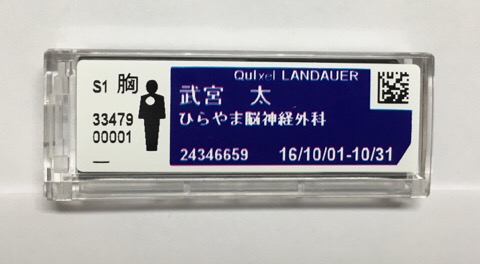 Quixel LANDAUER
S1 胸
武宮 太
ひらやま脳神経外科
33479
00001
24346659 16/10/01-10/31